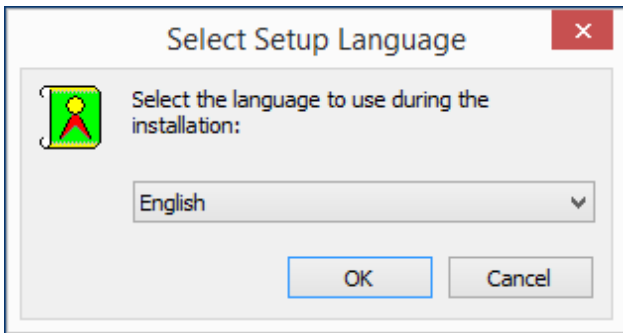 Select Setup Language
Select the language to use during the
installation:
English
OK
Cancel